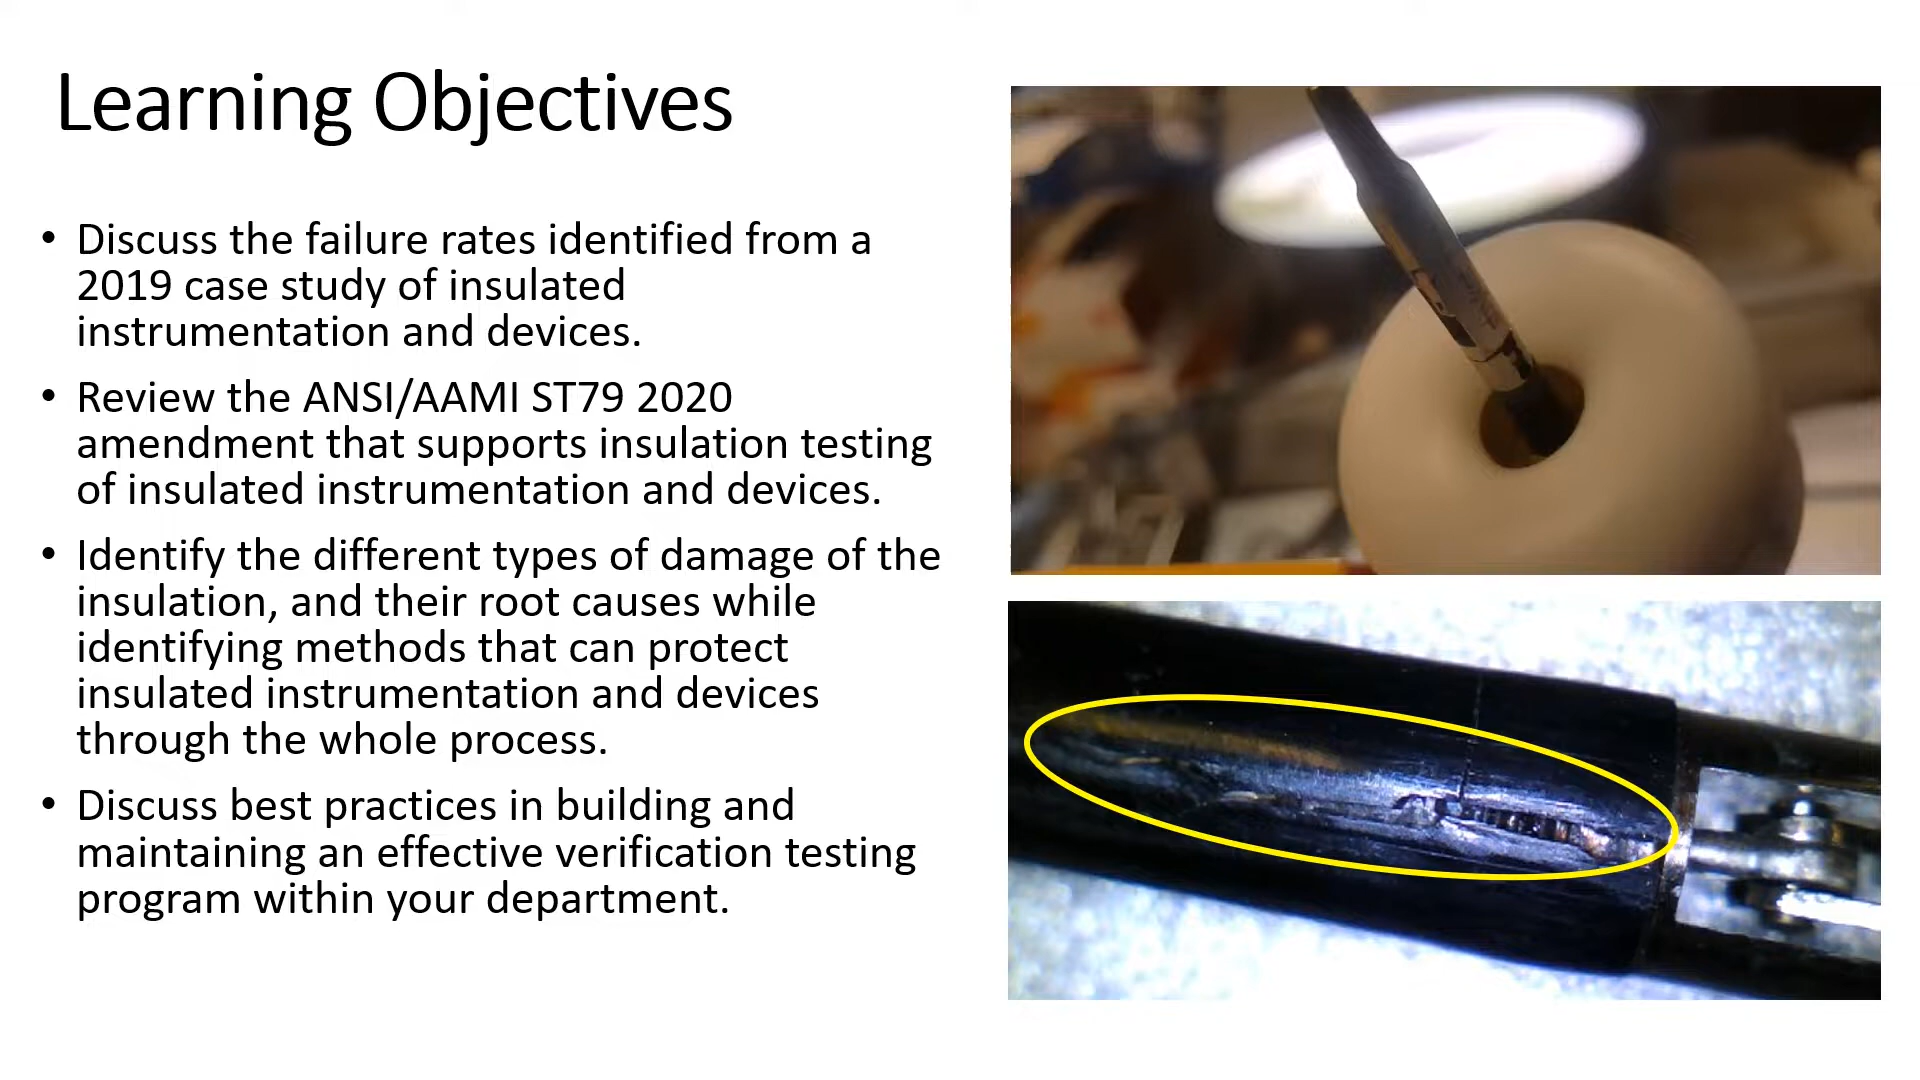 Learning Objectives
• Discuss the failure rates identified from a
2019 case study of insulated
instrumentation and devices.
• Review the ANSI/AAMI ST79 2020
amendment that supports insulation testing
of insulated instrumentation and devices.
• Identify the different types of damage of the
insulation, and their root causes while
identifying methods that can protect
insulated instrumentation and devices
through the whole process.
• Discuss best practices in building and
maintaining an effective verification testing
program within your department.